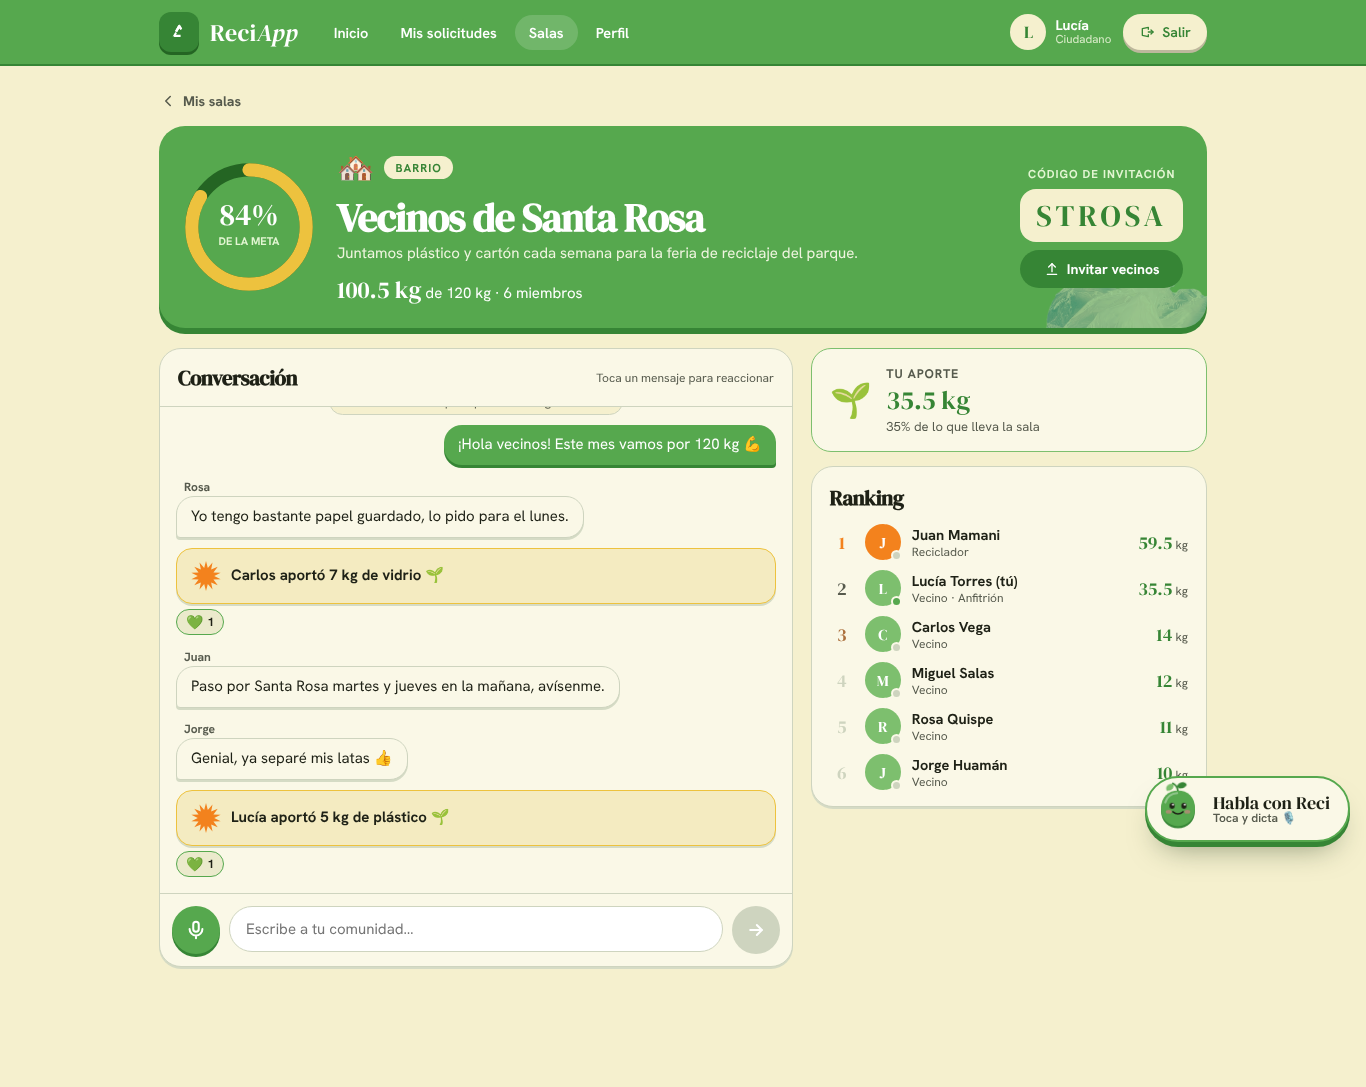 ReciApp
Inicio
Mis solicitudes
Salas
Perfil
L
Lucía
Ciudadano
Salir
Mis salas
84%
DE LA META
BARRIO
Vecinos de Santa Rosa
Juntamos plástico y cartón cada semana para la feria de reciclaje del parque.
100.5 kg de 120 kg · 6 miembros
CÓDIGO DE INVITACIÓN
STROSA
Invitar vecinos
Conversación
Toca un mensaje para reaccionar
¡Hola vecinos! Este mes vamos por 120 kg 💪
Rosa
Yo tengo bastante papel guardado, lo pido para el lunes.
Carlos aportó 7 kg de vidrio 🌱
💚 1
Juan
Paso por Santa Rosa martes y jueves en la mañana, avísenme.
Jorge
Genial, ya separé mis latas 👍
Lucía aportó 5 kg de plástico 🌱
💚 1
Escribe a tu comunidad...
TU APORTE
35.5 kg
35% de lo que lleva la sala
Ranking
1
J
Juan Mamani
Reciclador
59.5 kg
2
L
Lucía Torres (tú)
Vecino · Anfitrión
35.5 kg
3
C
Carlos Vega
Vecino
14 kg
4
M
Miguel Salas
Vecino
12 kg
5
R
Rosa Quispe
Vecino
11 kg
6
J
Jorge Huamán
Vecino
10 kg
Habla con Reci
Toca y dicta 🎙️